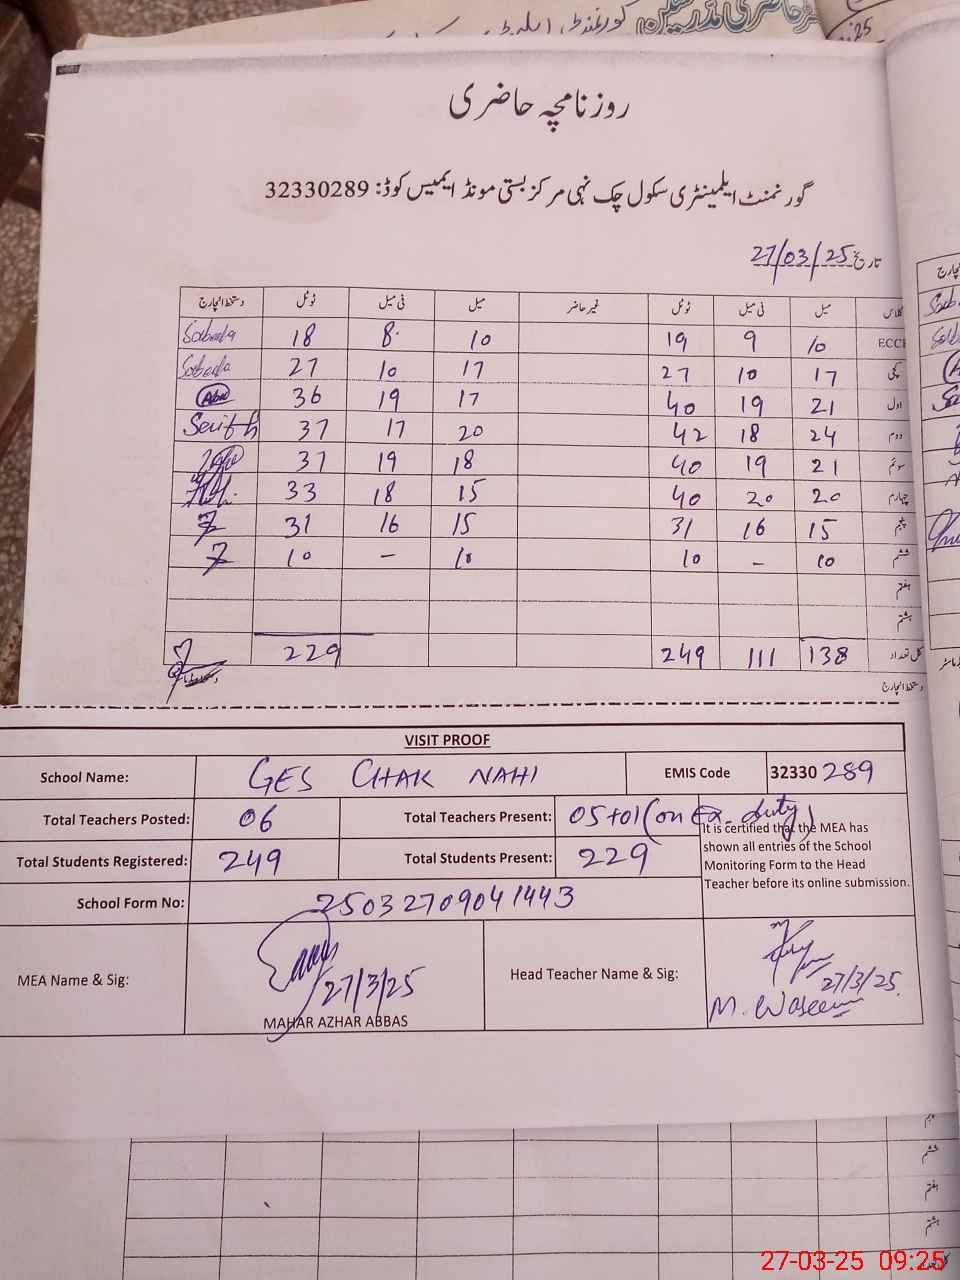 روزنامچہ حاضری
گورنمنٹ ایلیمینٹری سکول چک نہی مرکز بستی مونڈ ایمیس کوڈ: 32330289
تاریخ 27/03/25
کلاس میل فی میل ٹوٹل غیر حاضر میل فی میل ٹوٹل دستخط انچارج
ECCE 10 9 19 10 8 18
کچی 17 10 27 17 10 27
اول 21 19 40 17 19 36
دوم 24 18 42 20 17 37
سوئم 21 19 40 18 19 37
چہارم 20 20 40 15 18 33
پنجم 15 16 31 15 16 31
ششم 10 – 10 10 – 10
ہفتم
ہشتم
کل تعداد 138 111 249 229
دستخط انچارج
VISIT PROOF
School Name: GES CHAK NAHI EMIS Code 32330 289
Total Teachers Posted: 06 Total Teachers Present: 05+01 (on Ex. duty)
Total Students Registered: 249 Total Students Present: 229
It is certified that the MEA has
shown all entries of the School
Monitoring Form to the Head
Teacher before its online submission.
School Form No: 25032709041443
MEA Name & Sig: 27/3/25
MAHAR AZHAR ABBAS
Head Teacher Name & Sig: 27/3/25
M. Waseem
ششم
ہفتم
ہشتم
27-03-25 09:25